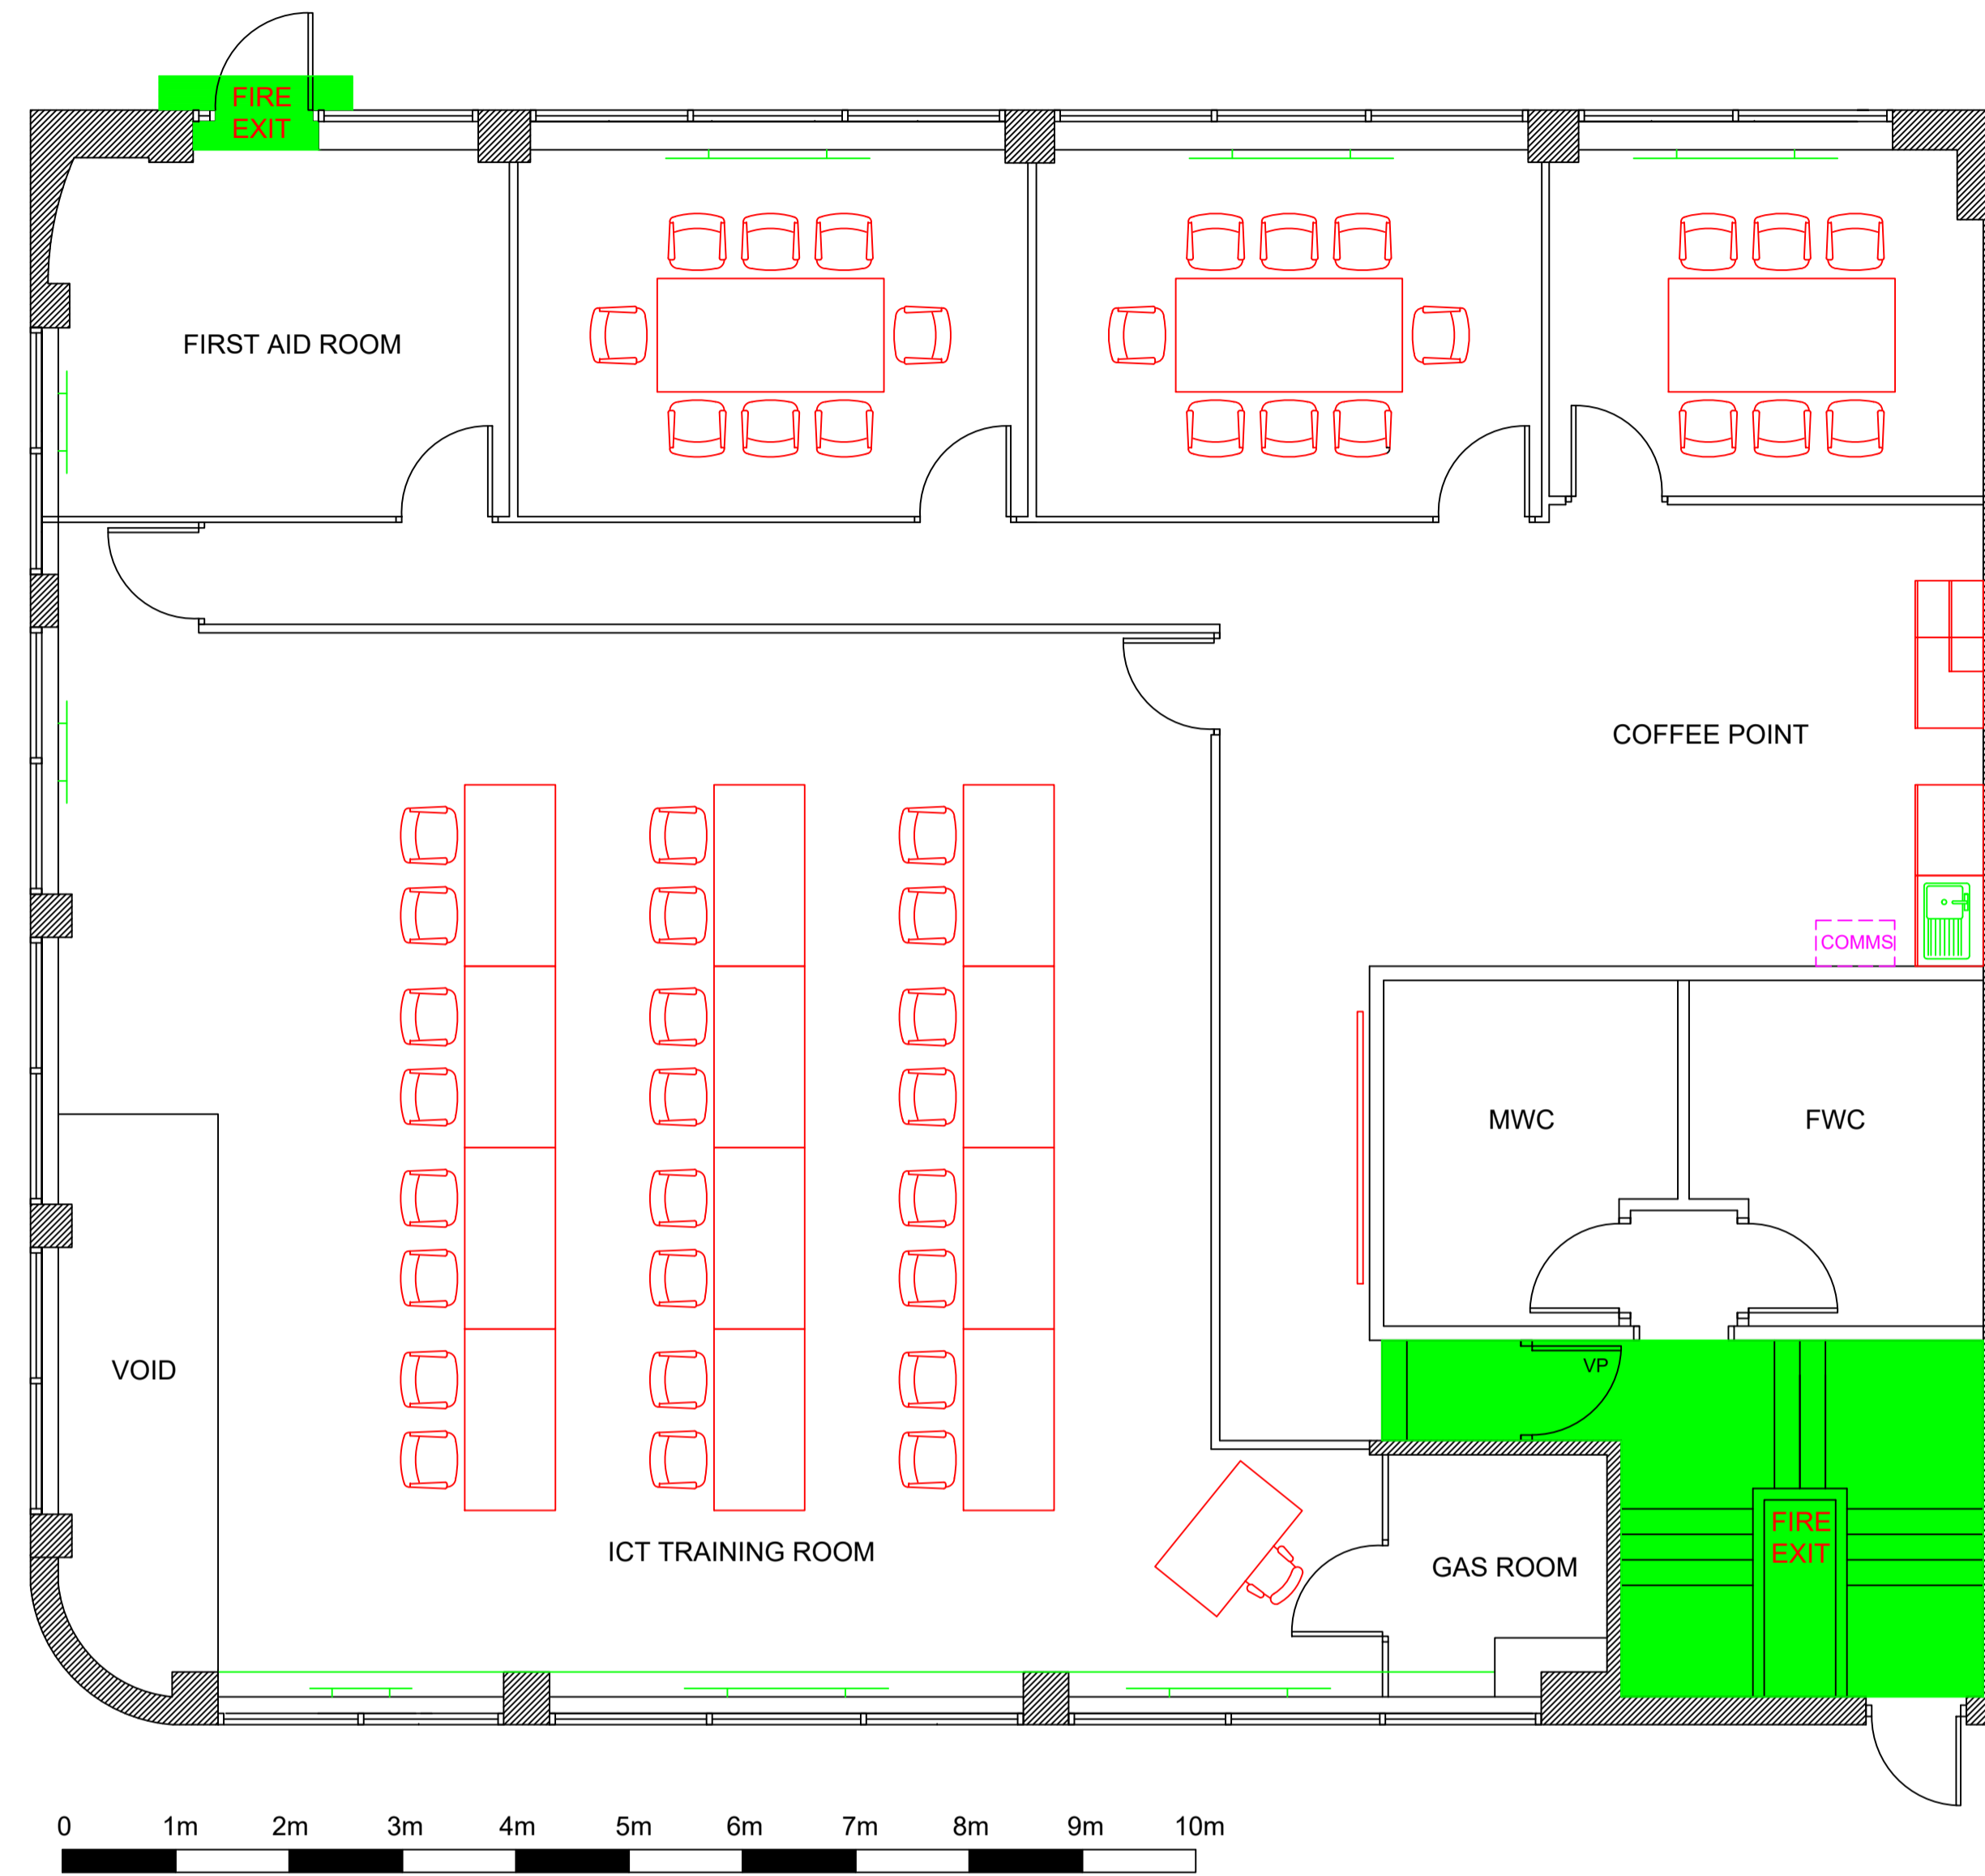 FIRE
EXIT
FIRST AID ROOM
COFFEE POINT
COMMS
MWC
FWC
VOID
VP
ICT TRAINING ROOM
GAS ROOM
FIRE
EXIT
0 1m 2m 3m 4m 5m 6m 7m 8m 9m 10m